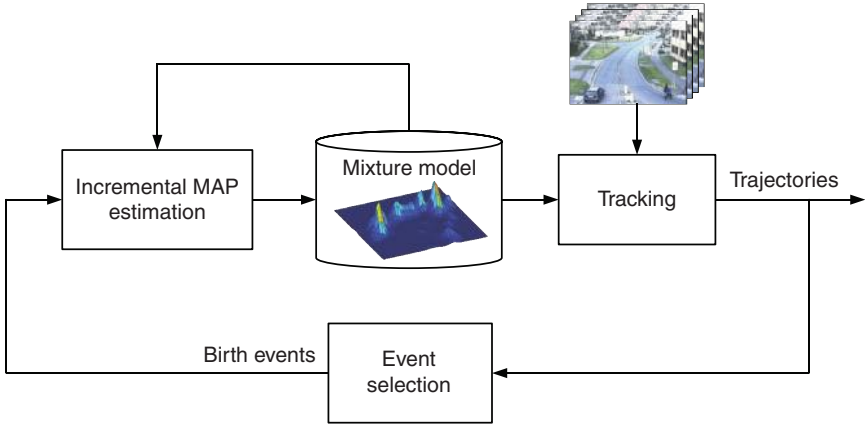 Incremental MAP
estimation
Mixture model
Tracking
Trajectories
Birth events
Event
selection